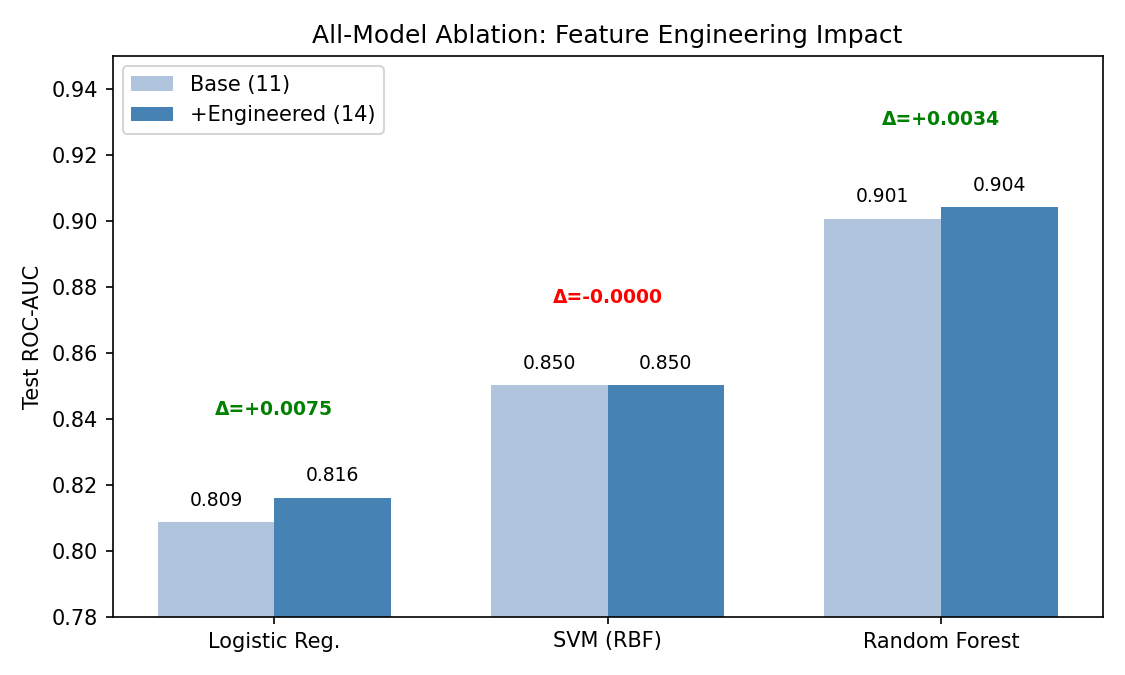 All-Model Ablation: Feature Engineering Impact
Base (11)
+Engineered (14)
Test ROC-AUC
0.94
0.92
0.90
0.88
0.86
0.84
0.82
0.80
0.78
Δ=+0.0075
0.809
0.816
Δ=-0.0000
0.850
0.850
Δ=+0.0034
0.901
0.904
Logistic Reg.
SVM (RBF)
Random Forest